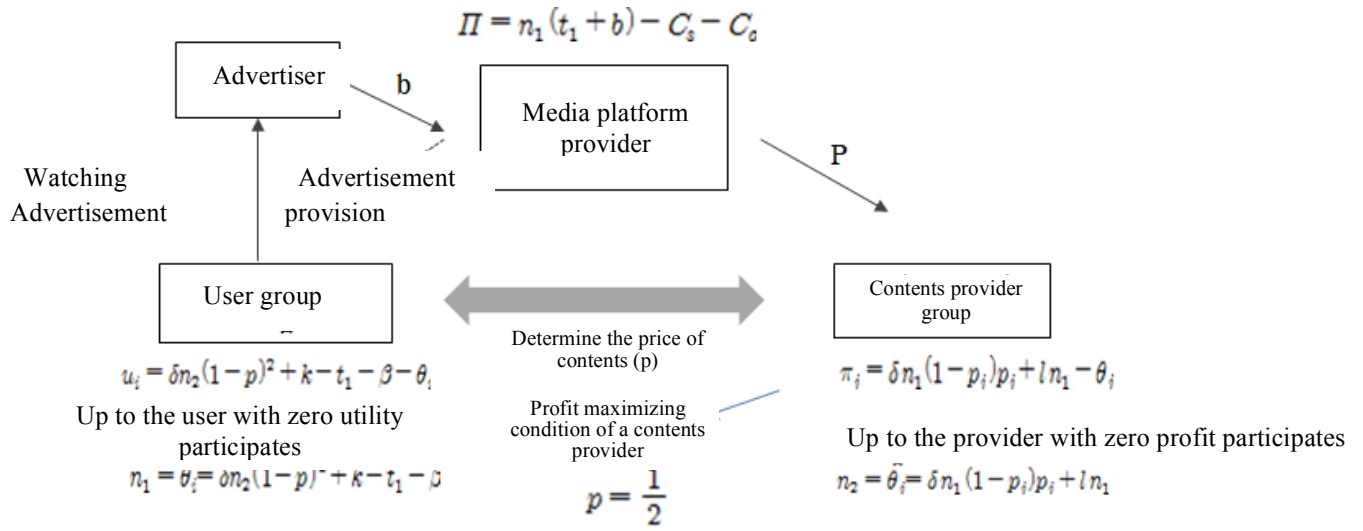 Π = n₁(t₁ + b) − Cₛ − Cₐ
Advertiser
b
Media platform
provider
P
Watching
Advertisement
Advertisement
provision
User group
Contents provider
group
Determine the price of
contents (p)
uᵢ = δn₂(1−p)² + k − t₁ − β − θᵢ
πᵢ = δn₁(1−pᵢ)pᵢ + ln₁ − θᵢ
Up to the user with zero utility
participates
Profit maximizing
condition of a contents
provider
Up to the provider with zero profit participates
n₁ = θᵢ = δn₂(1−p)² + k − t₁ − β
p = 1/2
n₂ = θᵢ = δn₁(1−pᵢ)pᵢ + ln₁